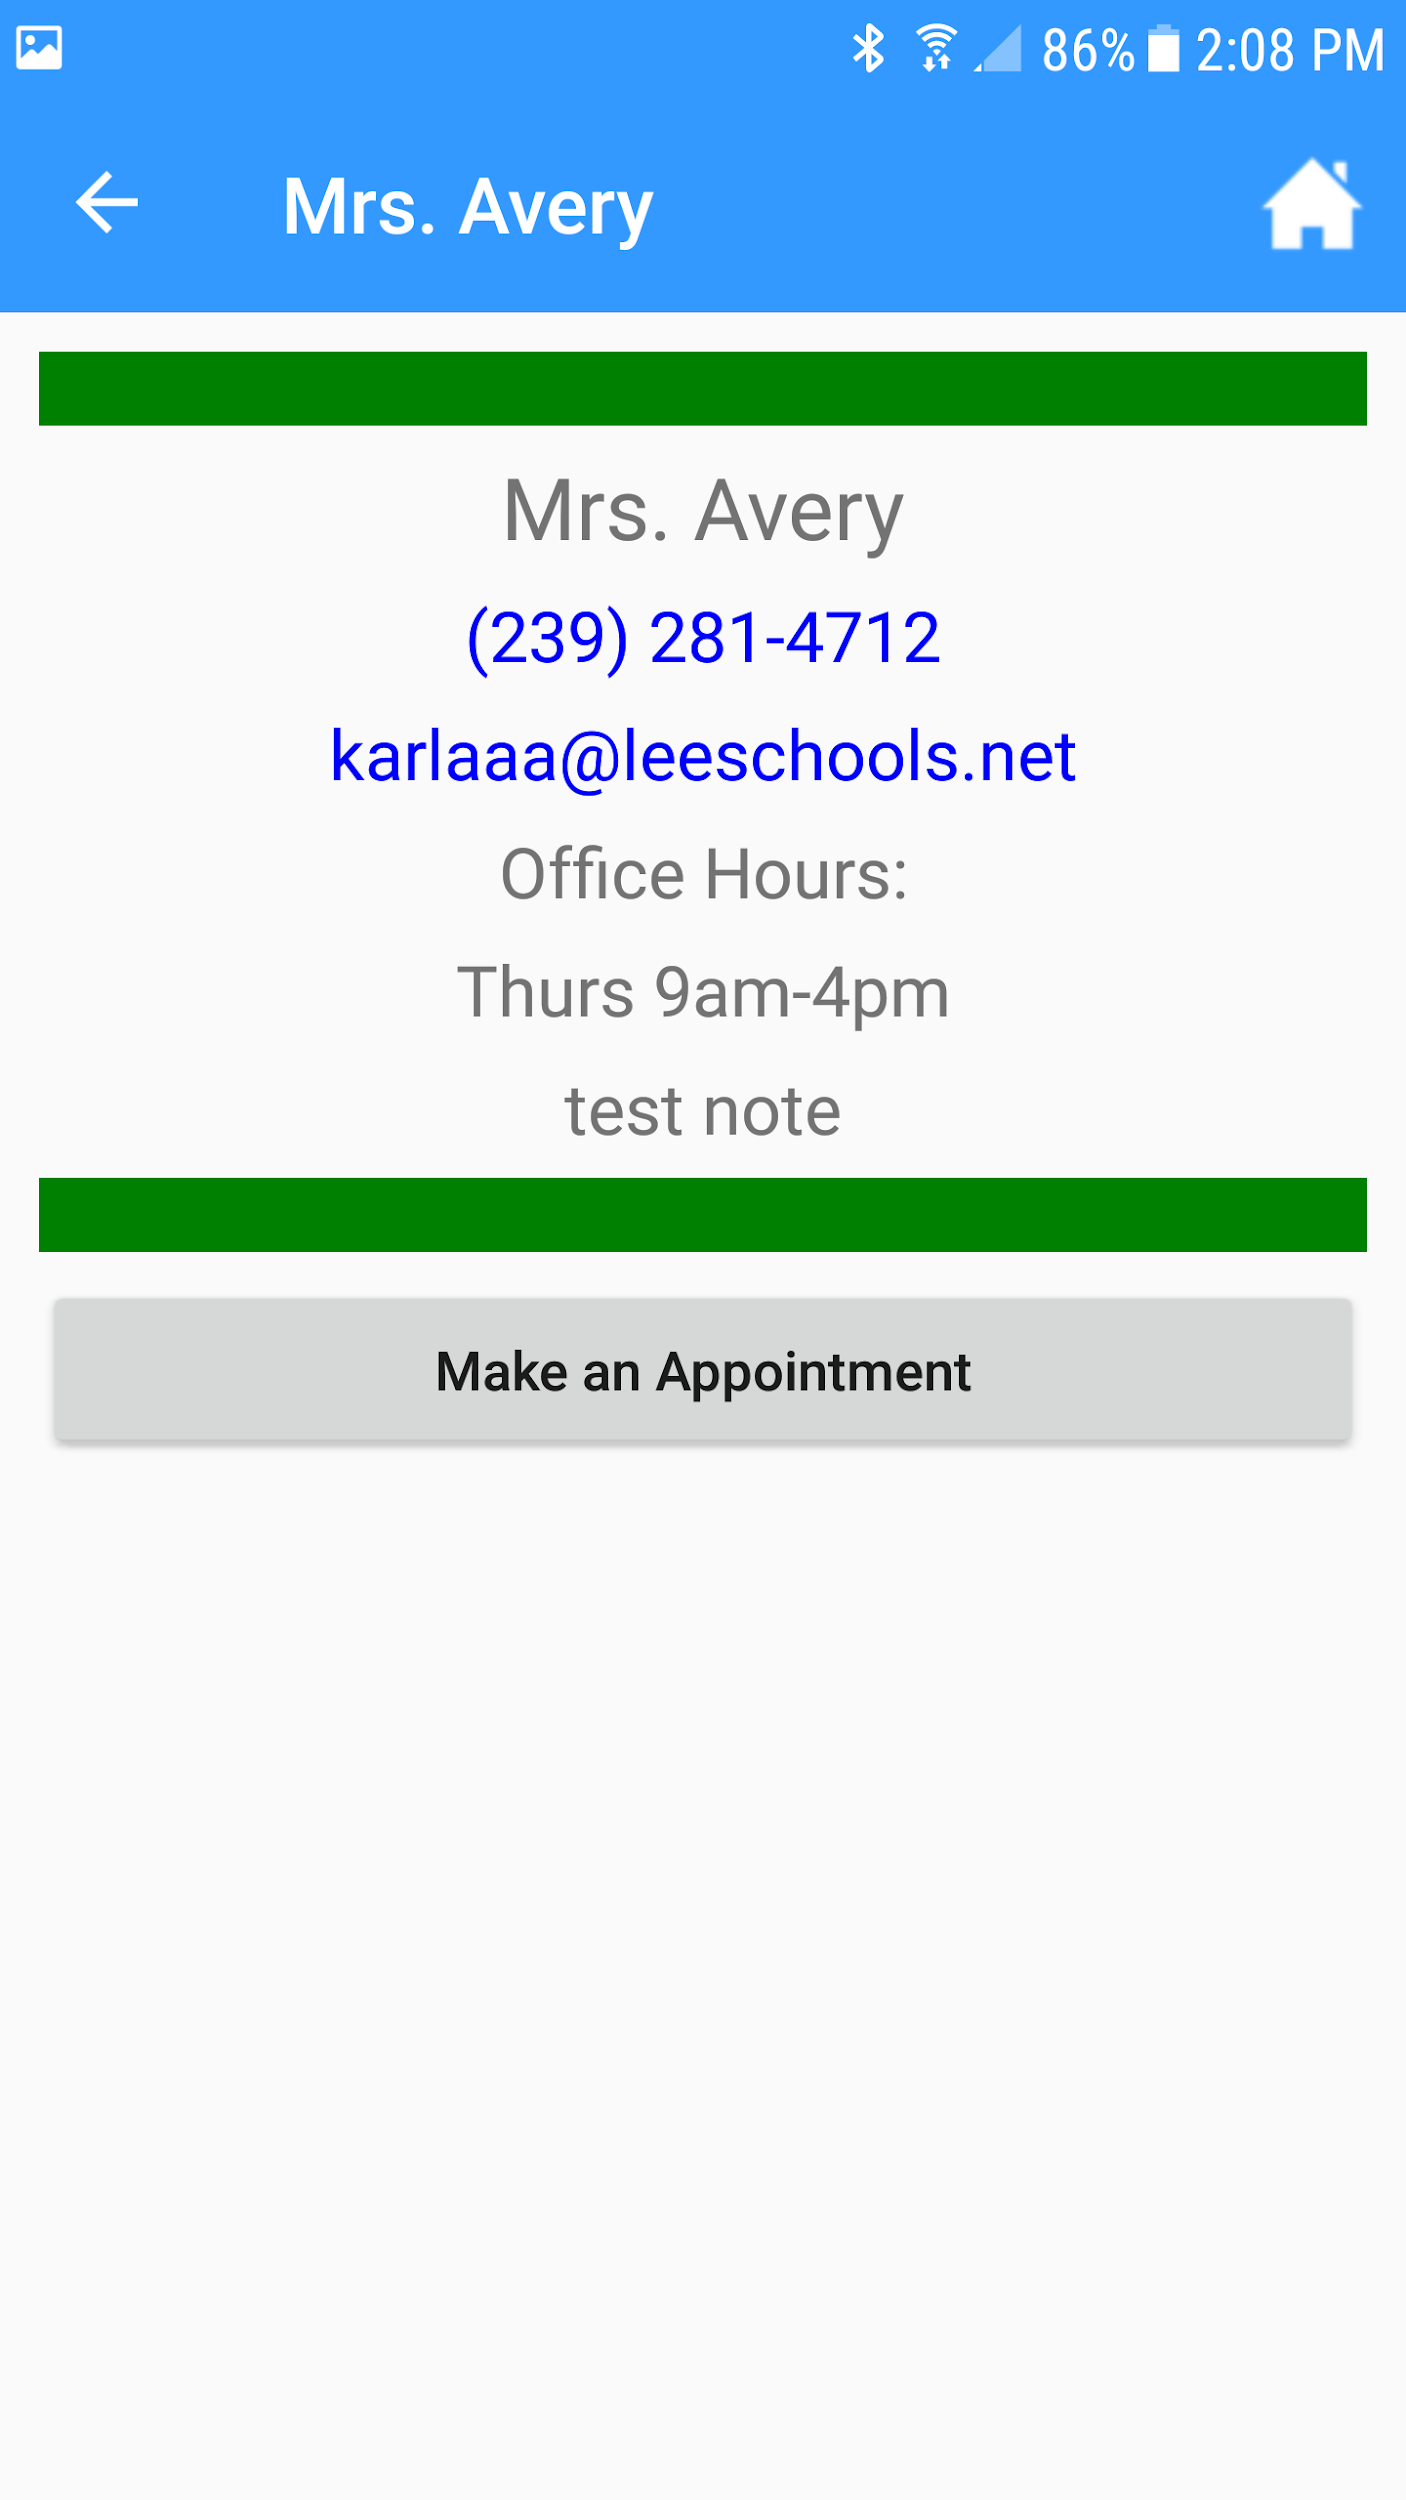 86% 2:08 PM
Mrs. Avery
Mrs. Avery
(239) 281-4712
karlaaa@leeschools.net
Office Hours:
Thurs 9am-4pm
test note
Make an Appointment